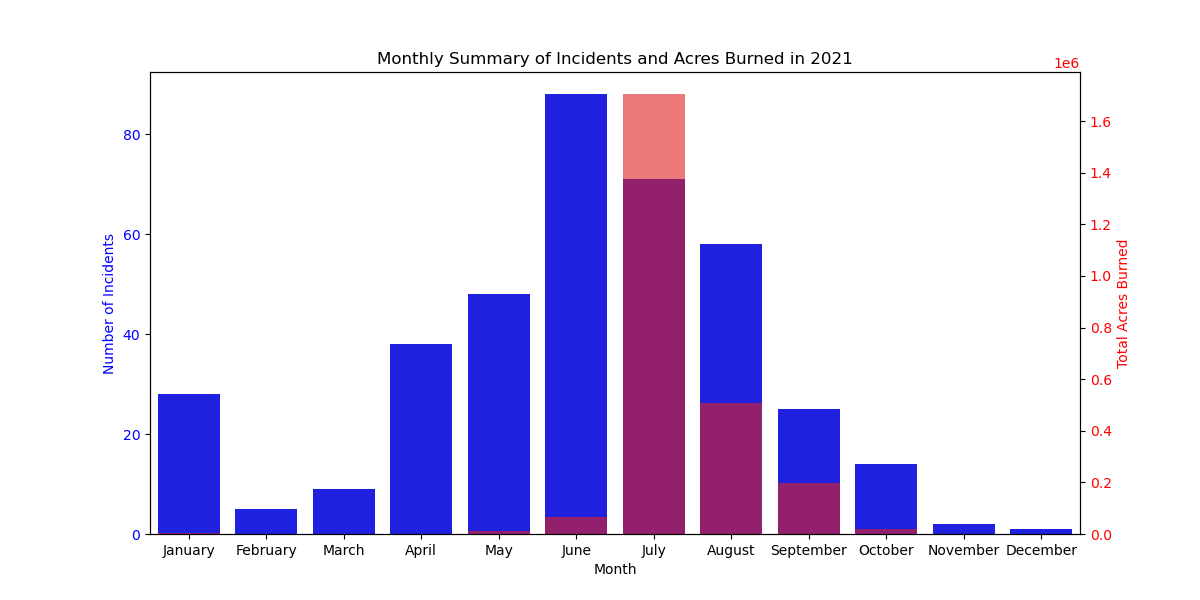 Monthly Summary of Incidents and Acres Burned in 2021
1e6
Number of Incidents
80
60
40
20
0
1.6
1.4
1.2
1.0
0.8
0.6
0.4
0.2
0.0
Total Acres Burned
January February March April May June July August September October November December
Month